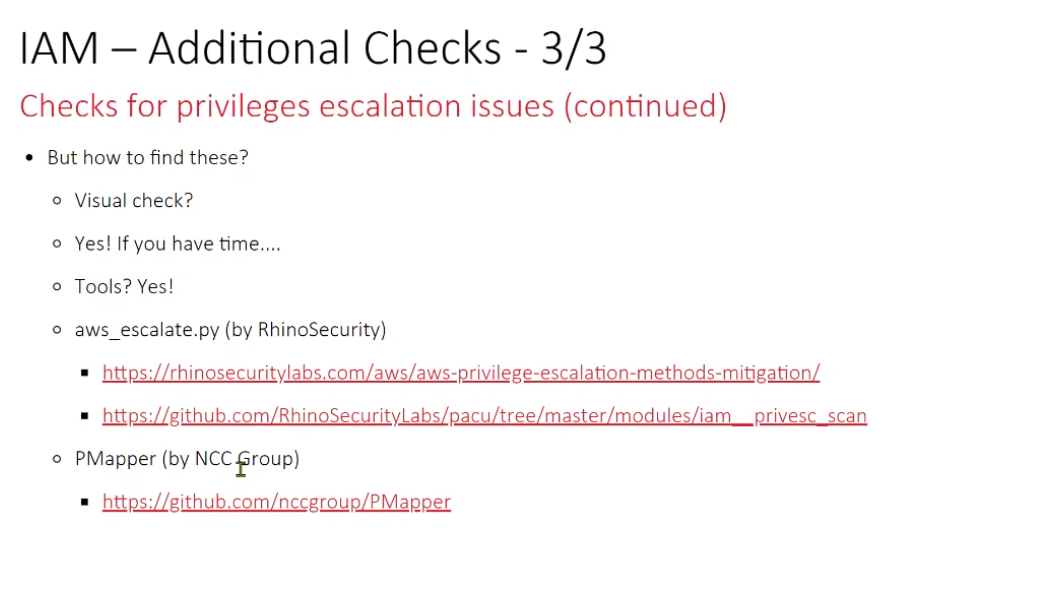 IAM – Additional Checks - 3/3
Checks for privileges escalation issues (continued)
But how to find these?
Visual check?
Yes! If you have time....
Tools? Yes!
aws_escalate.py (by RhinoSecurity)
https://rhinosecuritylabs.com/aws/aws-privilege-escalation-methods-mitigation/
https://github.com/RhinoSecurityLabs/pacu/tree/master/modules/iam__privesc_scan
PMapper (by NCC Group)
https://github.com/nccgroup/PMapper